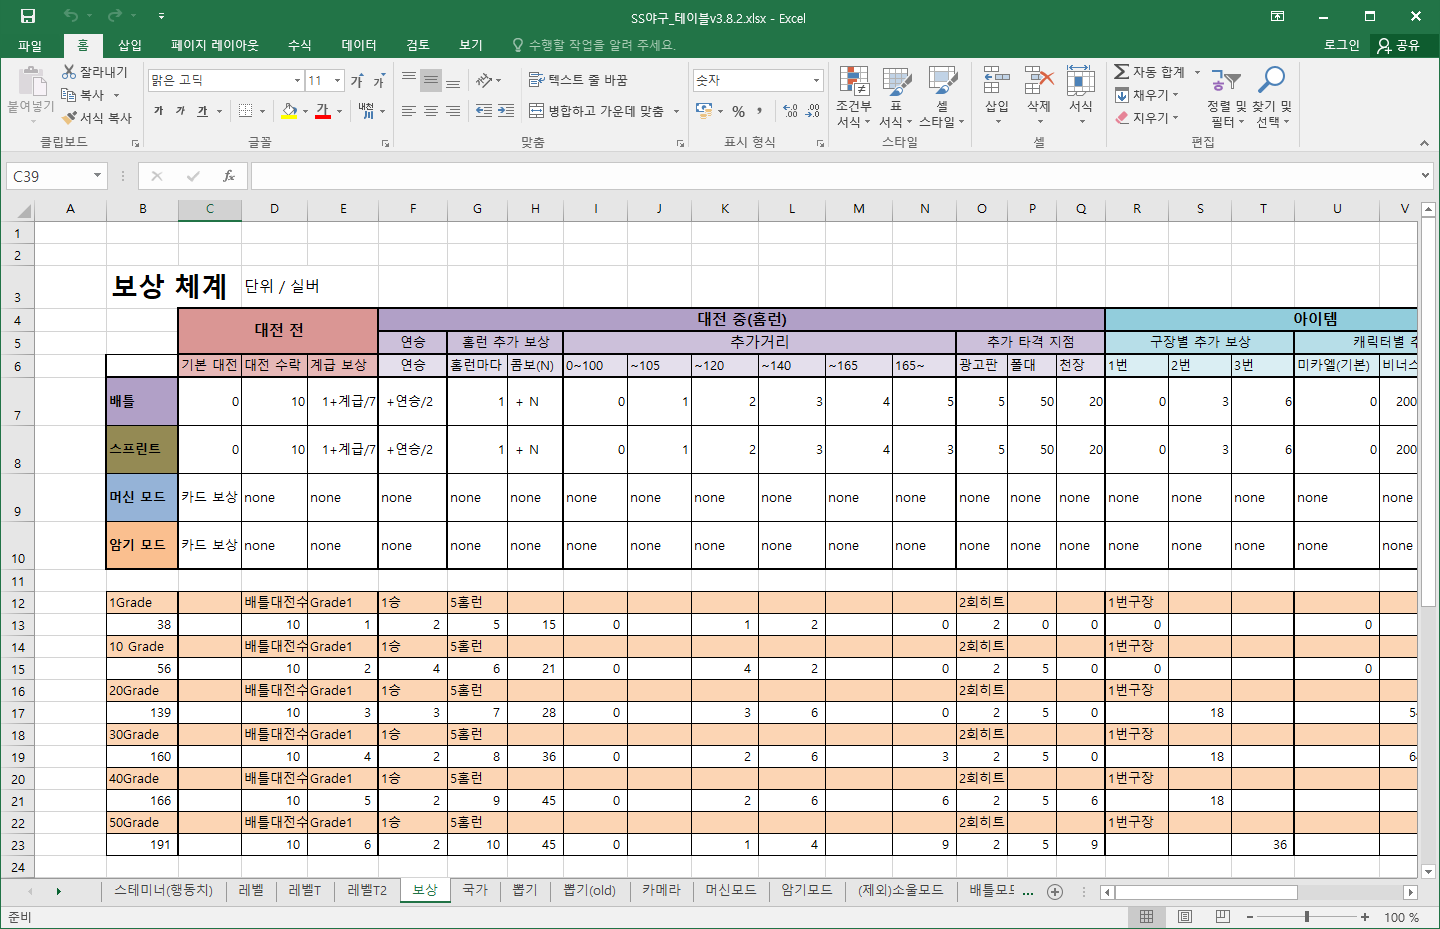 SS야구_테이블v3.8.2.xlsx - Excel
파일 홈 삽입 페이지 레이아웃 수식 데이터 검토 보기 수행할 작업을 알려 주세요. 로그인 공유
붙여넣기 잘라내기 복사 서식 복사 클립보드
맑은 고딕 11 가 가 가 가 가 가 내천 글꼴
텍스트 줄 바꿈 병합하고 가운데 맞춤 맞춤
숫자 % 표시 형식
조건부 서식 표 서식 셀 스타일 스타일
삽입 삭제 서식 셀
자동 합계 채우기 지우기 정렬 및 필터 찾기 및 선택 편집
C39 fx
A B C D E F G H I J K L M N O P Q R S T U V
1
2
3 보상 체계 단위 / 실버
4 대전 전 대전 중(홈런) 아이템
5 연승 홈런 추가 보상 추가거리 추가 타격 지점 구장별 추가 보상 캐릭터별 추
6 기본 대전 대전 수락 계급 보상 연승 홈런마다 콤보(N) 0~100 ~105 ~120 ~140 ~165 165~ 광고판 폴대 천장 1번 2번 3번 미카엘(기본) 비너스
7 배틀 0 10 1+계급/7 +연승/2 1 + N 0 1 2 3 4 5 5 50 20 0 3 6 0 200
8 스프린트 0 10 1+계급/7 +연승/2 1 + N 0 1 2 3 4 3 5 50 20 0 3 6 0 200
9 머신 모드 카드 보상 none none none none none none none none none none none none none none none none none none none
10 암기 모드 카드 보상 none none none none none none none none none none none none none none none none none none none
11
12 1Grade 배틀대전수 Grade1 1승 5홈런 2회히트 1번구장
13 38 10 1 2 5 15 0 1 2 0 2 0 0 0 0
14 10 Grade 배틀대전수 Grade1 1승 5홈런 2회히트 1번구장
15 56 10 2 4 6 21 0 4 2 0 2 5 0 0 0
16 20Grade 배틀대전수 Grade1 1승 5홈런 2회히트 1번구장
17 139 10 3 3 7 28 0 3 6 0 2 5 0 18 5
18 30Grade 배틀대전수 Grade1 1승 5홈런 2회히트 1번구장
19 160 10 4 2 8 36 0 2 6 3 2 5 0 18 6
20 40Grade 배틀대전수 Grade1 1승 5홈런 2회히트 1번구장
21 166 10 5 2 9 45 0 2 6 6 2 5 6 18
22 50Grade 배틀대전수 Grade1 1승 5홈런 2회히트 1번구장
23 191 10 6 2 10 45 0 1 4 9 2 5 9 36
24
스테미너(행동치) 레벨 레벨T 레벨T2 보상 국가 뽑기 뽑기(old) 카메라 머신모드 암기모드 (제외)소울모드 배틀모드 ...
준비 100 %